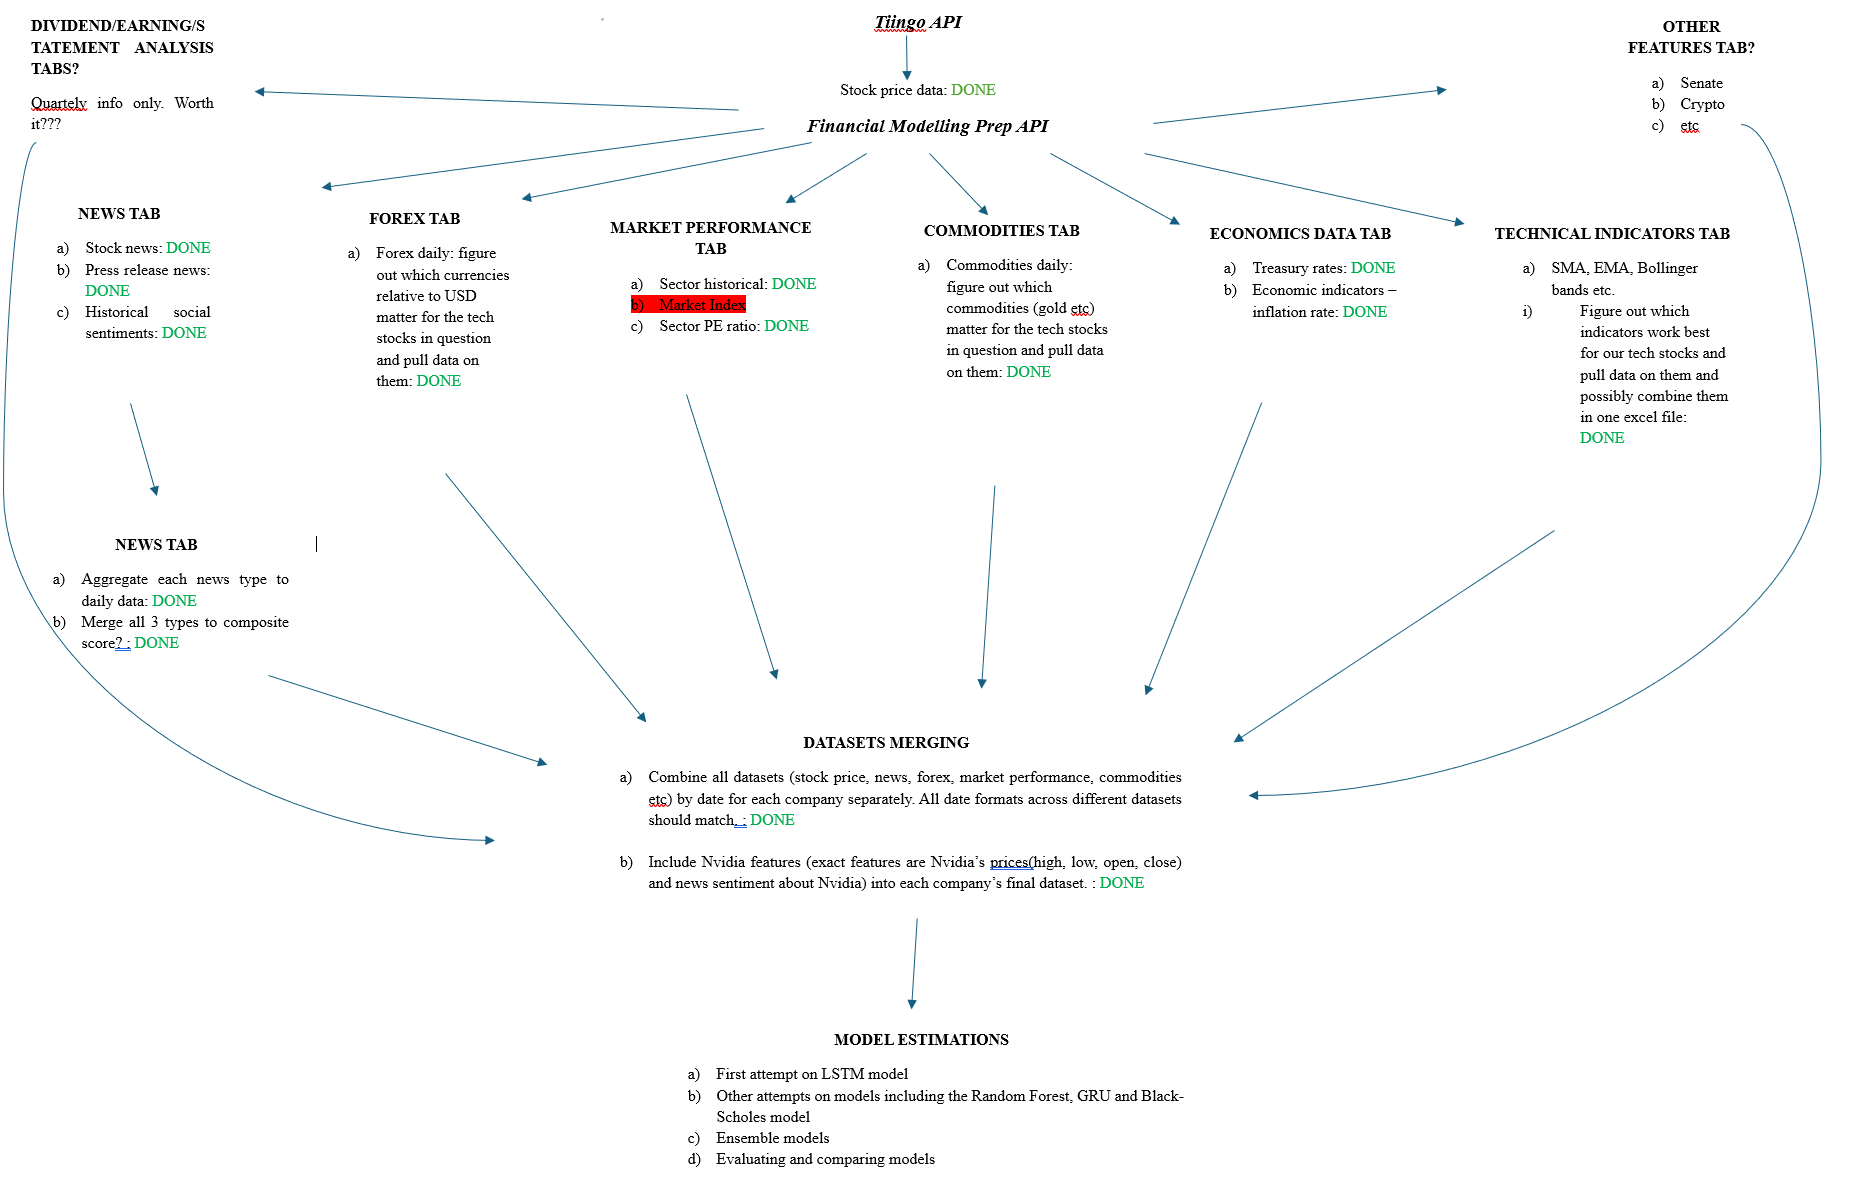 DIVIDEND/EARNING/S
TATEMENT ANALYSIS
TABS?
Quartely info only. Worth
it???
Tiingo API
Stock price data: DONE
Financial Modelling Prep API
OTHER
FEATURES TAB?
a) Senate
b) Crypto
c) etc
NEWS TAB
a) Stock news: DONE
b) Press release news:
DONE
c) Historical social
sentiments: DONE
FOREX TAB
a) Forex daily: figure
out which currencies
relative to USD
matter for the tech
stocks in question
and pull data on
them: DONE
MARKET PERFORMANCE
TAB
a) Sector historical: DONE
b) Market Index
c) Sector PE ratio: DONE
COMMODITIES TAB
a) Commodities daily:
figure out which
commodities (gold etc)
matter for the tech stocks
in question and pull data
on them: DONE
ECONOMICS DATA TAB
a) Treasury rates: DONE
b) Economic indicators –
inflation rate: DONE
TECHNICAL INDICATORS TAB
a) SMA, EMA, Bollinger
bands etc.
i) Figure out which
indicators work best
for our tech stocks and
pull data on them and
possibly combine them
in one excel file:
DONE
NEWS TAB
a) Aggregate each news type to
daily data: DONE
b) Merge all 3 types to composite
score? : DONE
DATASETS MERGING
a) Combine all datasets (stock price, news, forex, market performance, commodities
etc) by date for each company separately. All date formats across different datasets
should match. : DONE
b) Include Nvidia features (exact features are Nvidia’s prices(high, low, open, close)
and news sentiment about Nvidia) into each company’s final dataset. : DONE
MODEL ESTIMATIONS
a) First attempt on LSTM model
b) Other attempts on models including the Random Forest, GRU and Black-
Scholes model
c) Ensemble models
d) Evaluating and comparing models